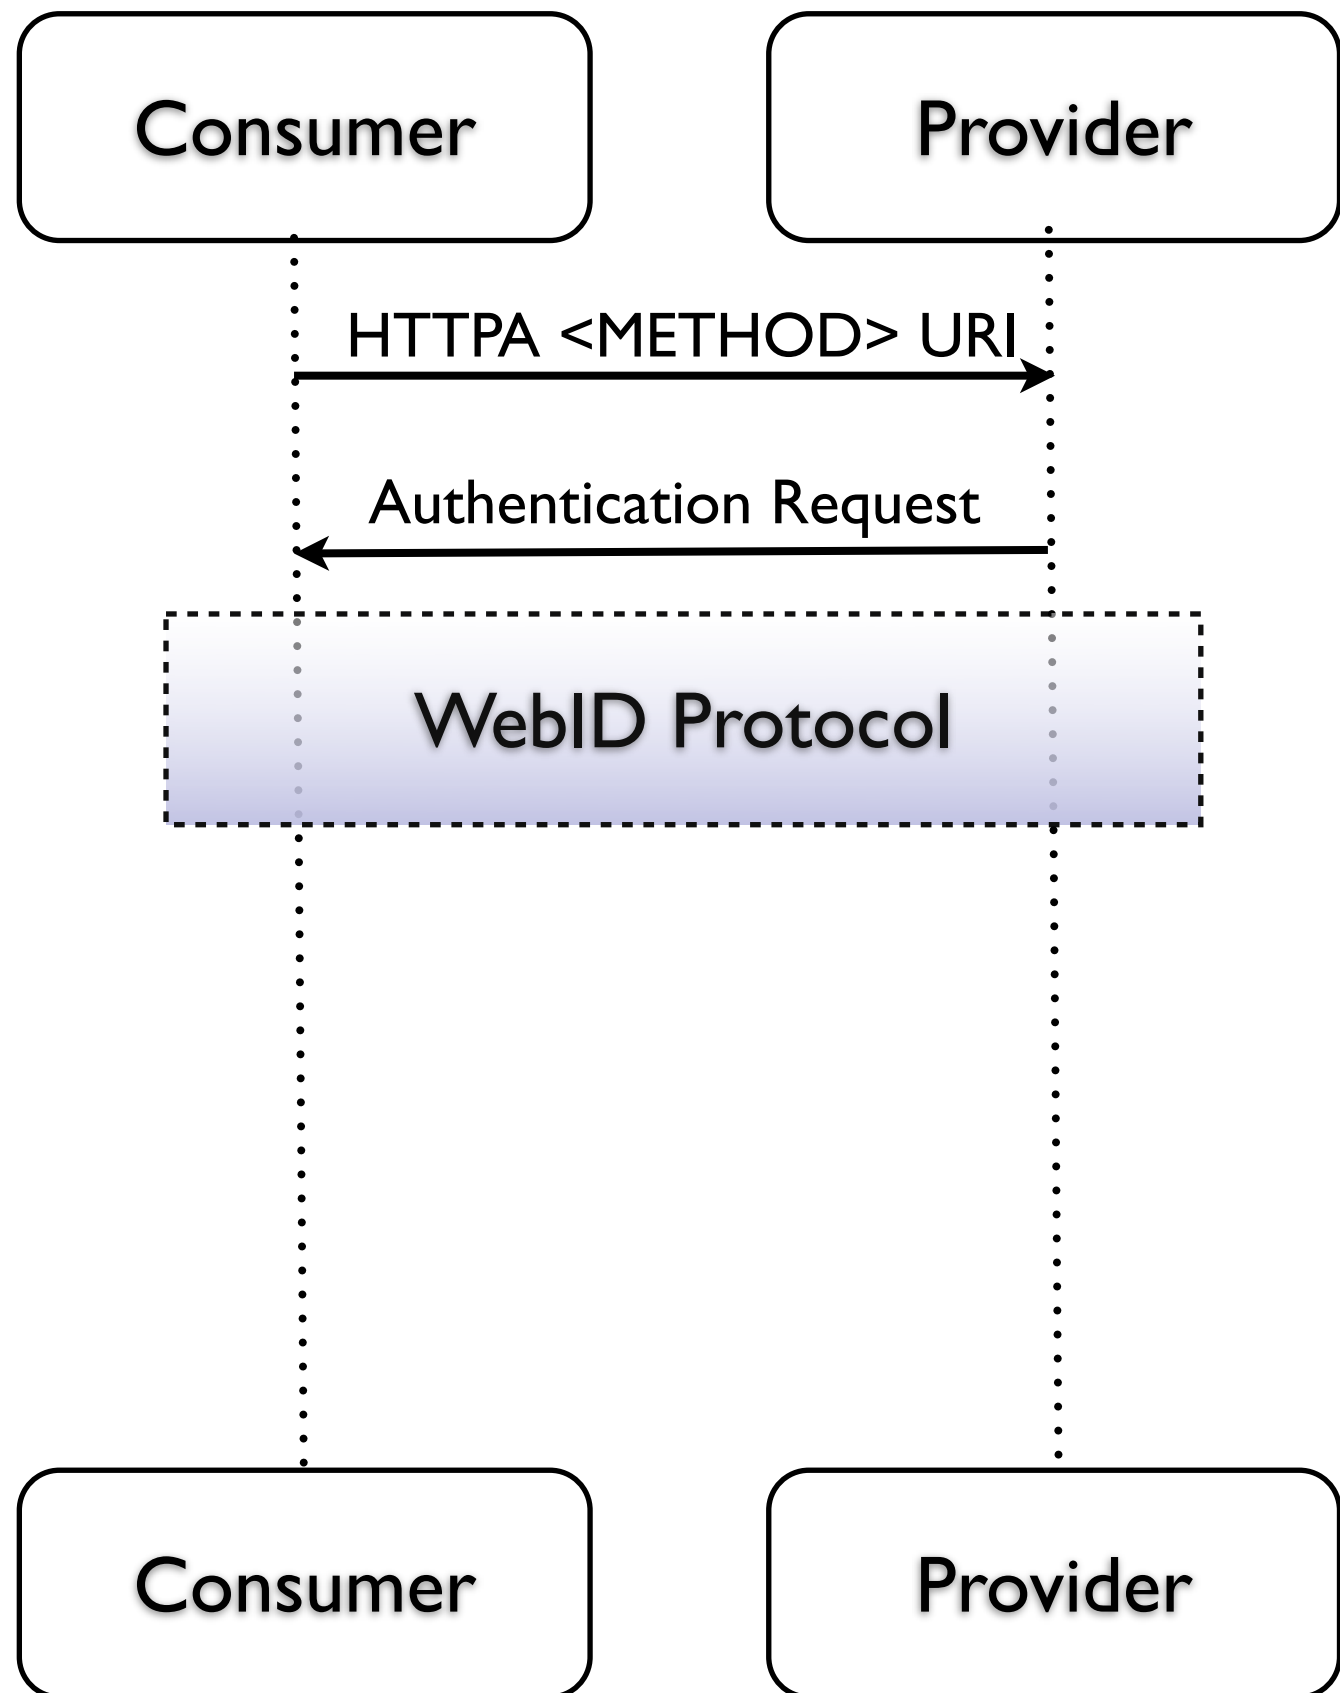 Consumer
Provider
HTTPA <METHOD> URI
Authentication Request
WebID Protocol
Consumer
Provider